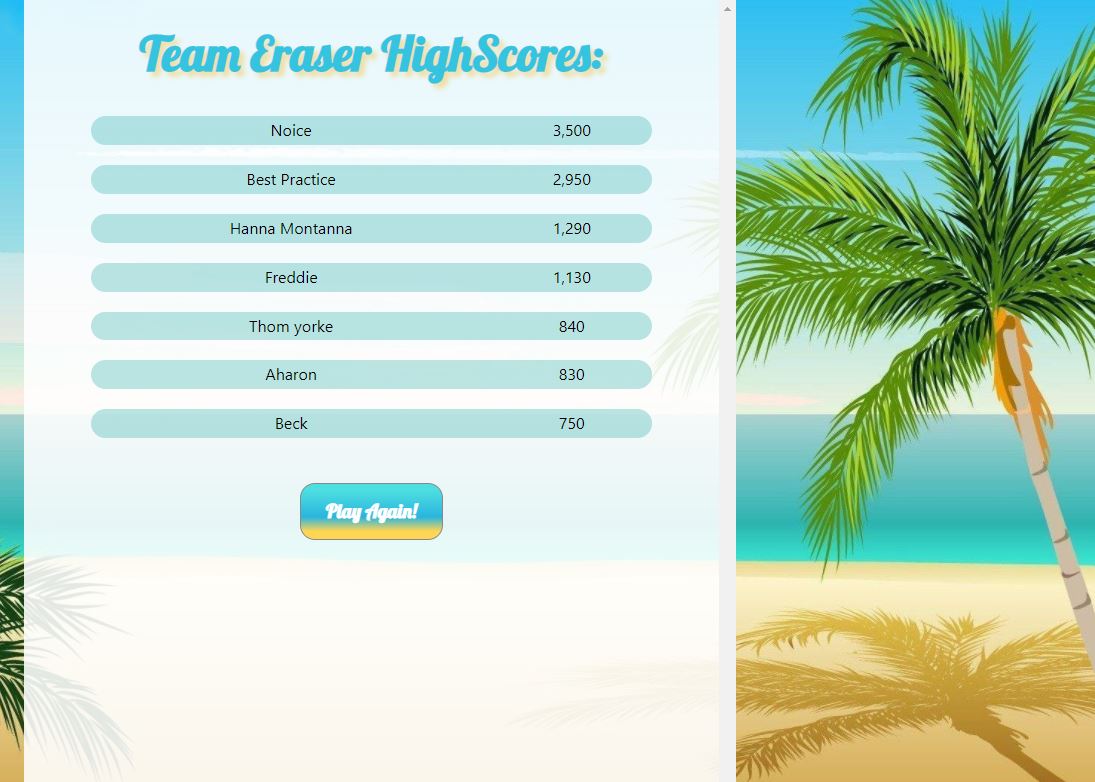 Team Eraser HighScores:
Noice 3,500
Best Practice 2,950
Hanna Montanna 1,290
Freddie 1,130
Thom yorke 840
Aharon 830
Beck 750
Play Again!